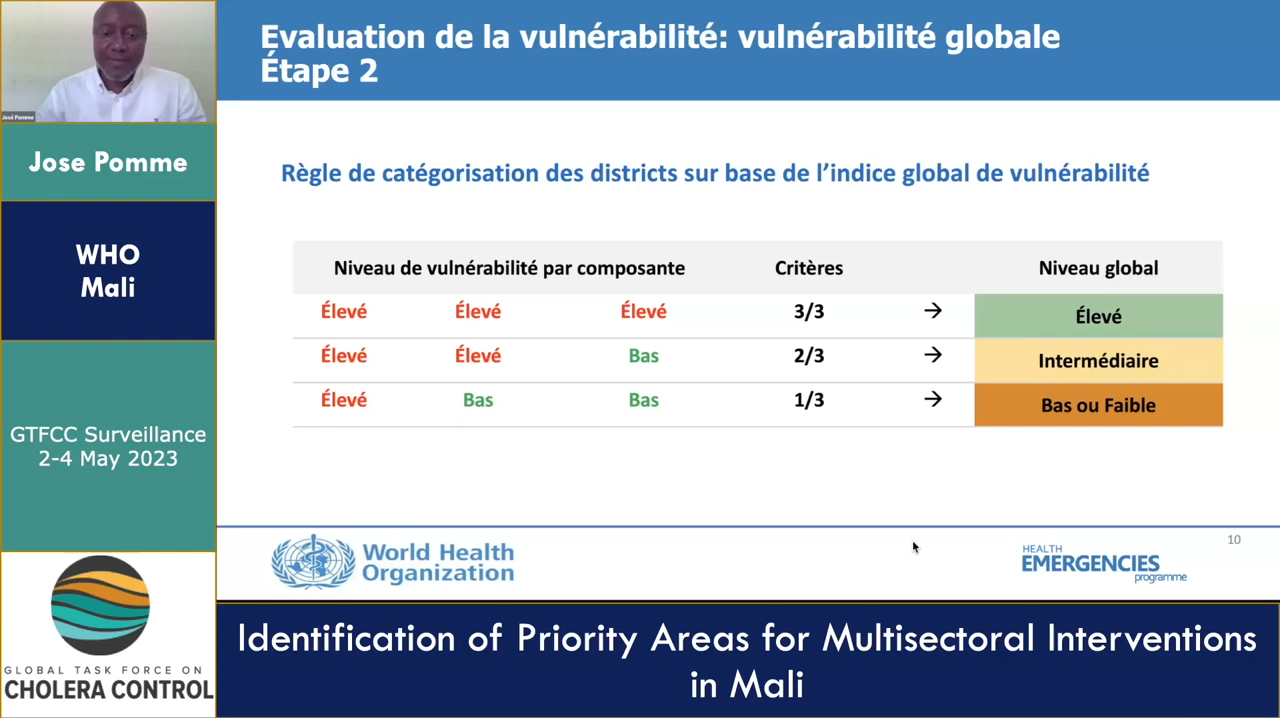 José Pomme
Jose Pomme
WHO
Mali
GTFCC Surveillance
2-4 May 2023
GLOBAL TASK FORCE ON
CHOLERA CONTROL
Evaluation de la vulnérabilité: vulnérabilité globale
Étape 2
Règle de catégorisation des districts sur base de l’indice global de vulnérabilité
Niveau de vulnérabilité par composante Critères Niveau global
Élevé Élevé Élevé 3/3 → Élevé
Élevé Élevé Bas 2/3 → Intermédiaire
Élevé Bas Bas 1/3 → Bas ou Faible
World Health
Organization
HEALTH
EMERGENCIES
programme
10
Identification of Priority Areas for Multisectoral Interventions
in Mali